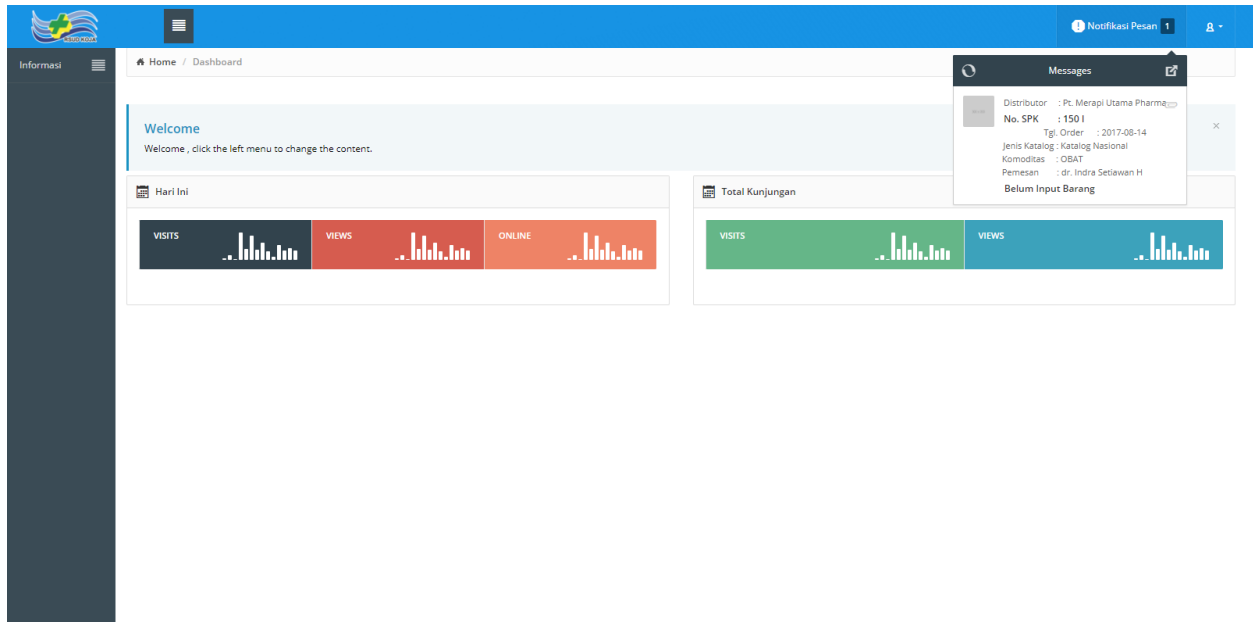 RSUD KOJA
Notifikasi Pesan 1
Informasi
Home / Dashboard
Messages
Distributor : Pt. Merapi Utama Pharma
No. SPK : 150 I
Tgl. Order : 2017-08-14
Jenis Katalog : Katalog Nasional
Komoditas : OBAT
Pemesan : dr. Indra Setiawan H
Belum Input Barang
Welcome
Welcome , click the left menu to change the content.
Hari Ini
Total Kunjungan
VISITS
VIEWS
ONLINE
VISITS
VIEWS